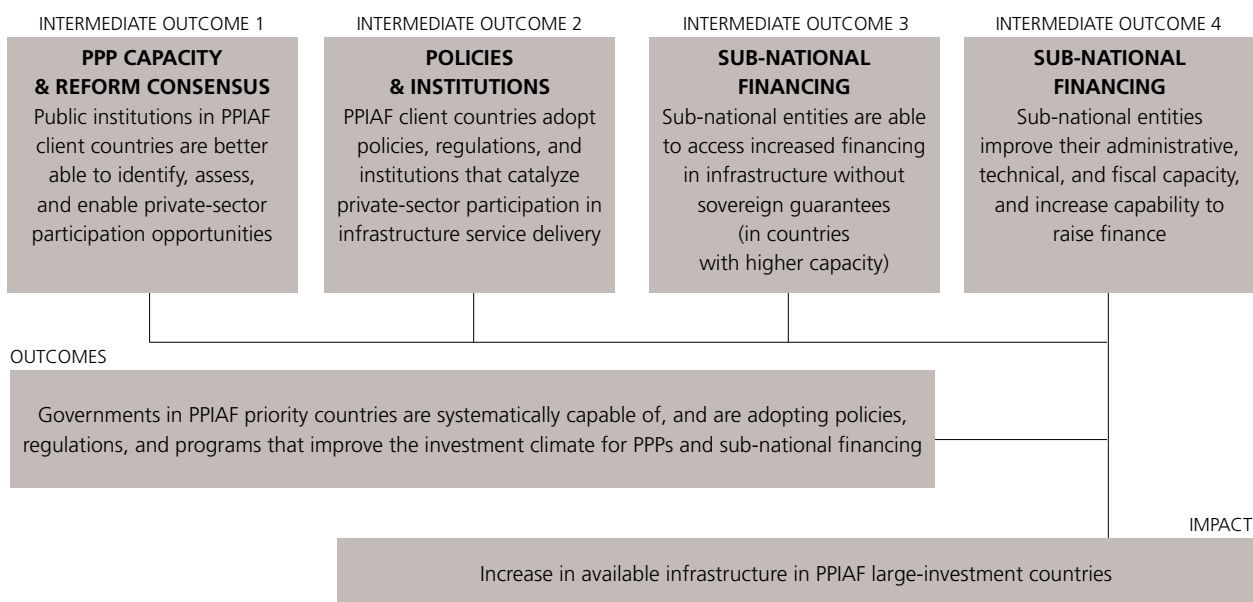 INTERMEDIATE OUTCOME 1
PPP CAPACITY
& REFORM CONSENSUS
Public institutions in PPIAF
client countries are better
able to identify, assess,
and enable private-sector
participation opportunities
INTERMEDIATE OUTCOME 2
POLICIES
& INSTITUTIONS
PPIAF client countries adopt
policies, regulations, and
institutions that catalyze
private-sector participation in
infrastructure service delivery
INTERMEDIATE OUTCOME 3
SUB-NATIONAL
FINANCING
Sub-national entities are able
to access increased financing
in infrastructure without
sovereign guarantees
(in countries
with higher capacity)
INTERMEDIATE OUTCOME 4
SUB-NATIONAL
FINANCING
Sub-national entities
improve their administrative,
technical, and fiscal capacity,
and increase capability to
raise finance
OUTCOMES
Governments in PPIAF priority countries are systematically capable of, and are adopting policies,
regulations, and programs that improve the investment climate for PPPs and sub-national financing
IMPACT
Increase in available infrastructure in PPIAF large-investment countries